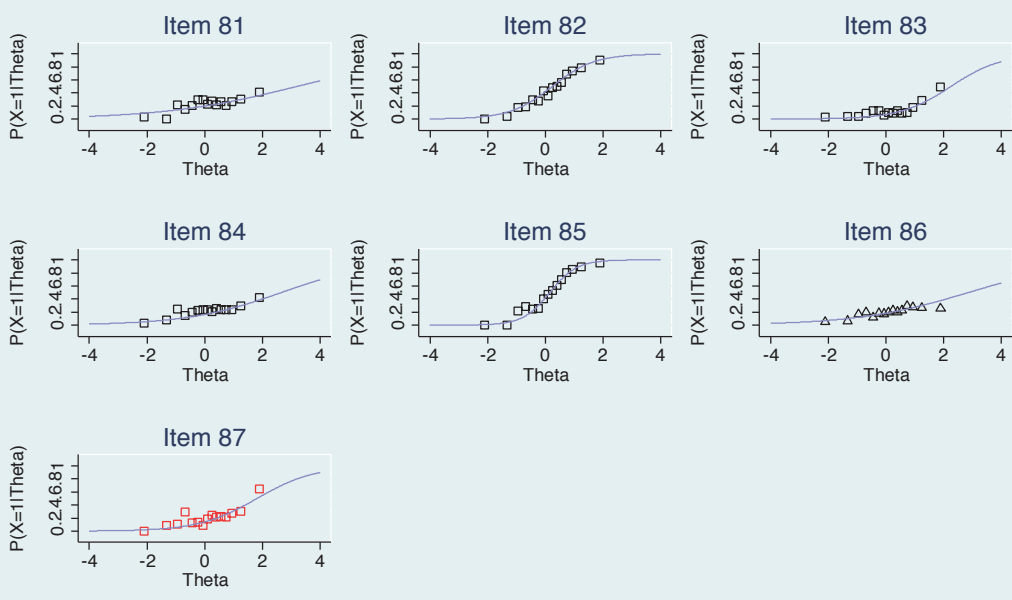 Item 81
P(X=1|Theta)
0.2.4.6.81
-4 -2 0 2 4
Theta
Item 82
P(X=1|Theta)
0.2.4.6.81
-4 -2 0 2 4
Theta
Item 83
P(X=1|Theta)
0.2.4.6.81
-4 -2 0 2 4
Theta
Item 84
P(X=1|Theta)
0.2.4.6.81
-4 -2 0 2 4
Theta
Item 85
P(X=1|Theta)
0.2.4.6.81
-4 -2 0 2 4
Theta
Item 86
P(X=1|Theta)
0.2.4.6.81
-4 -2 0 2 4
Theta
Item 87
P(X=1|Theta)
0.2.4.6.81
-4 -2 0 2 4
Theta